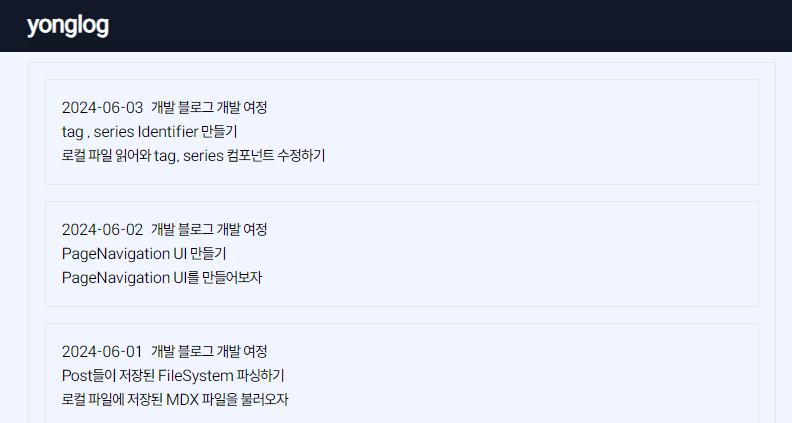 yonglog
2024-06-03 개발 블로그 개발 여정
tag , series Identifier 만들기
로컬 파일 읽어와 tag, series 컴포넌트 수정하기
2024-06-02 개발 블로그 개발 여정
PageNavigation UI 만들기
PageNavigation UI를 만들어보자
2024-06-01 개발 블로그 개발 여정
Post들이 저장된 FileSystem 파싱하기
로컬 파일에 저장된 MDX 파일을 불러오자